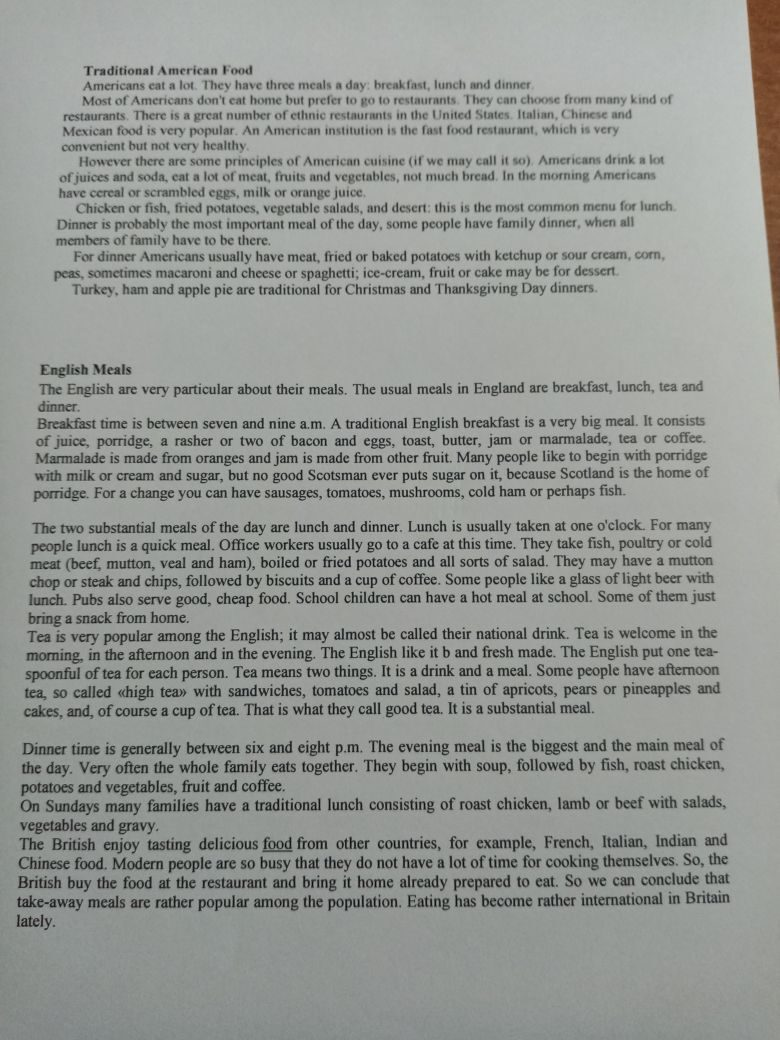 Traditional American Food
Americans eat a lot. They have three meals a day: breakfast, lunch and dinner.
Most of Americans don't eat home but prefer to go to restaurants. They can choose from many kind of
restaurants. There is a great number of ethnic restaurants in the United States. Italian, Chinese and
Mexican food is very popular. An American institution is the fast food restaurant, which is very
convenient but not very healthy.
However there are some principles of American cuisine (if we may call it so). Americans drink a lot
of juices and soda, eat a lot of meat, fruits and vegetables, not much bread. In the morning Americans
have cereal or scrambled eggs, milk or orange juice.
Chicken or fish, fried potatoes, vegetable salads, and desert: this is the most common menu for lunch.
Dinner is probably the most important meal of the day, some people have family dinner, when all
members of family have to be there.
For dinner Americans usually have meat, fried or baked potatoes with ketchup or sour cream, corn,
peas, sometimes macaroni and cheese or spaghetti; ice-cream, fruit or cake may be for dessert.
Turkey, ham and apple pie are traditional for Christmas and Thanksgiving Day dinners.
English Meals
The English are very particular about their meals. The usual meals in England are breakfast, lunch, tea and
dinner.
Breakfast time is between seven and nine a.m. A traditional English breakfast is a very big meal. It consists
of juice, porridge, a rasher or two of bacon and eggs, toast, butter, jam or marmalade, tea or coffee.
Marmalade is made from oranges and jam is made from other fruit. Many people like to begin with porridge
with milk or cream and sugar, but no good Scotsman ever puts sugar on it, because Scotland is the home of
porridge. For a change you can have sausages, tomatoes, mushrooms, cold ham or perhaps fish.
The two substantial meals of the day are lunch and dinner. Lunch is usually taken at one o'clock. For many
people lunch is a quick meal. Office workers usually go to a cafe at this time. They take fish, poultry or cold
meat (beef, mutton, veal and ham), boiled or fried potatoes and all sorts of salad. They may have a mutton
chop or steak and chips, followed by biscuits and a cup of coffee. Some people like a glass of light beer with
lunch. Pubs also serve good, cheap food. School children can have a hot meal at school. Some of them just
bring a snack from home.
Tea is very popular among the English; it may almost be called their national drink. Tea is welcome in the
morning, in the afternoon and in the evening. The English like it b and fresh made. The English put one tea-
spoonful of tea for each person. Tea means two things. It is a drink and a meal. Some people have afternoon
tea, so called «high tea» with sandwiches, tomatoes and salad, a tin of apricots, pears or pineapples and
cakes, and, of course a cup of tea. That is what they call good tea. It is a substantial meal.
Dinner time is generally between six and eight p.m. The evening meal is the biggest and the main meal of
the day. Very often the whole family eats together. They begin with soup, followed by fish, roast chicken,
potatoes and vegetables, fruit and coffee.
On Sundays many families have a traditional lunch consisting of roast chicken, lamb or beef with salads,
vegetables and gravy.
The British enjoy tasting delicious food from other countries, for example, French, Italian, Indian and
Chinese food. Modern people are so busy that they do not have a lot of time for cooking themselves. So, the
British buy the food at the restaurant and bring it home already prepared to eat. So we can conclude that
take-away meals are rather popular among the population. Eating has become rather international in Britain
lately.